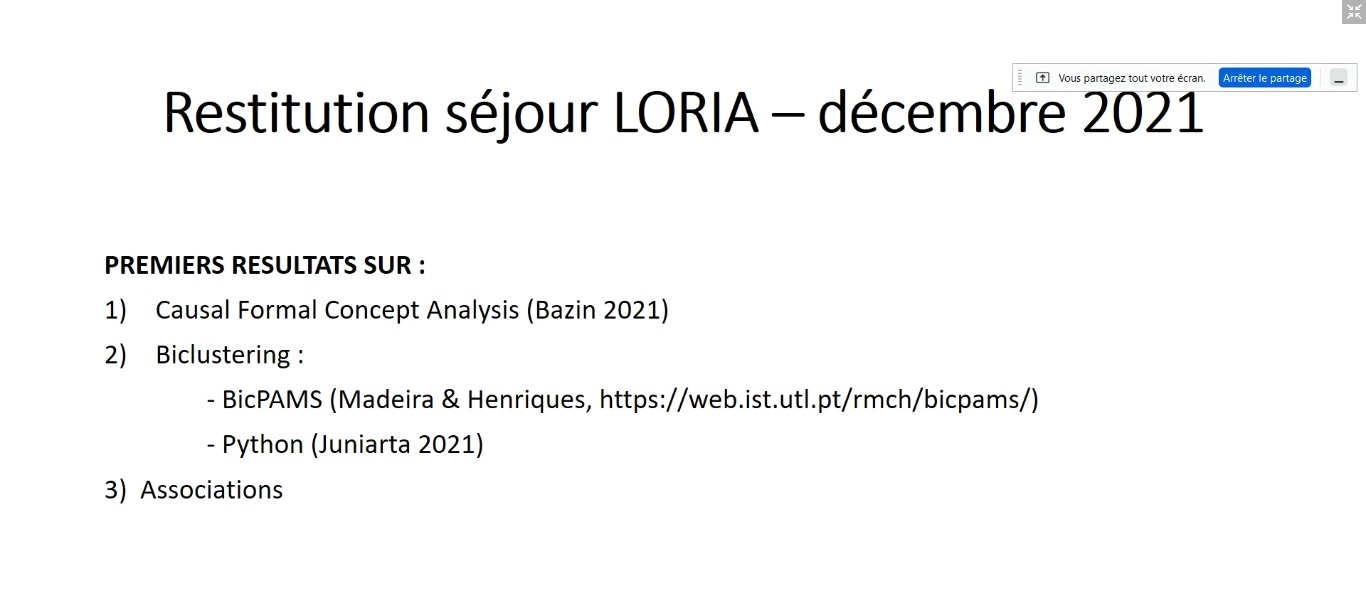 Vous partagez tout votre écran. Arrêter le partage
Restitution séjour LORIA – décembre 2021
PREMIERS RESULTATS SUR :
1) Causal Formal Concept Analysis (Bazin 2021)
2) Biclustering :
- BicPAMS (Madeira & Henriques, https://web.ist.utl.pt/rmch/bicpams/)
- Python (Juniarta 2021)
3) Associations